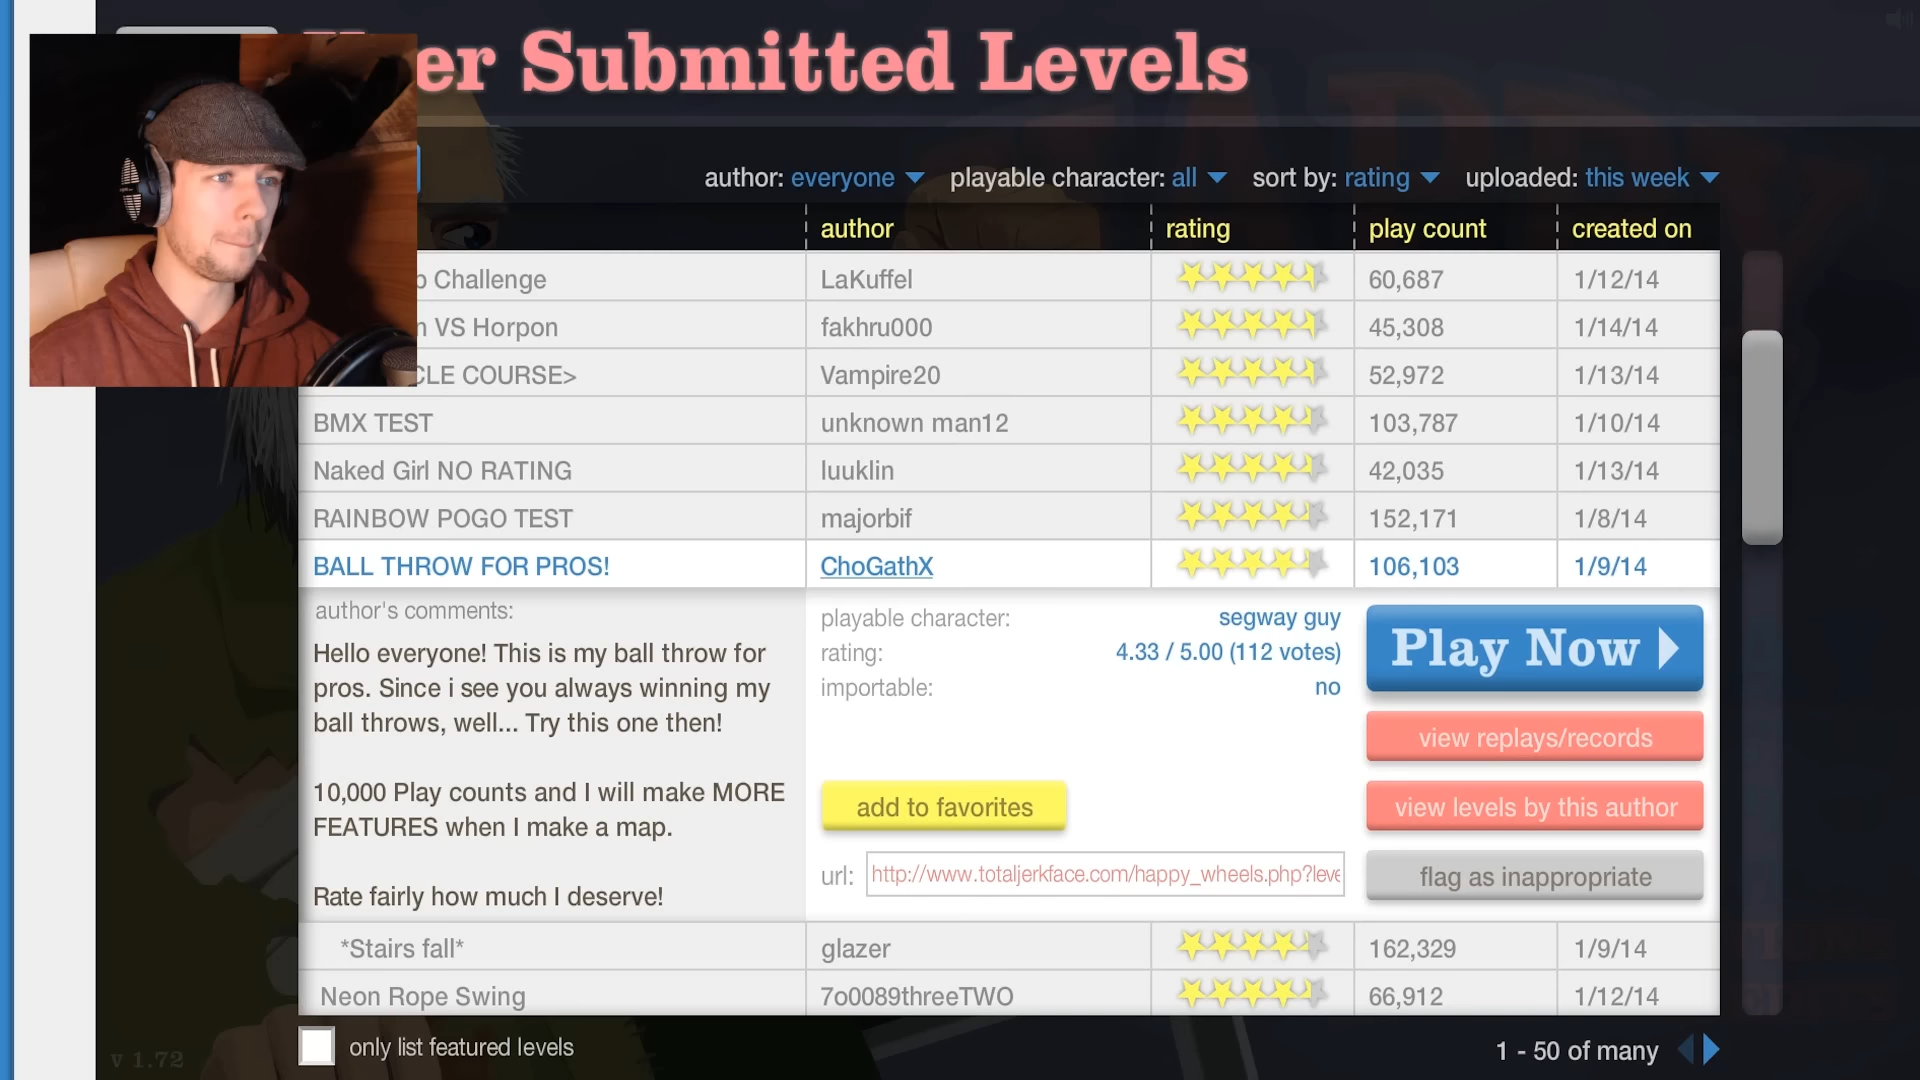 er Submitted Levels
author: everyone playable character: all sort by: rating uploaded: this week
author rating play count created on
Challenge LaKuffel 60,687 1/12/14
VS Horpon fakhru000 45,308 1/14/14
CLE COURSE> Vampire20 52,972 1/13/14
BMX TEST unknown man12 103,787 1/10/14
Naked Girl NO RATING luuklin 42,035 1/13/14
RAINBOW POGO TEST majorbif 152,171 1/8/14
BALL THROW FOR PROS! ChoGathX 106,103 1/9/14
author's comments:
Hello everyone! This is my ball throw for
pros. Since i see you always winning my
ball throws, well... Try this one then!
10,000 Play counts and I will make MORE
FEATURES when I make a map.
Rate fairly how much I deserve!
playable character: segway guy
rating: 4.33 / 5.00 (112 votes)
importable: no
add to favorites
url: http://www.totaljerkface.com/happy_wheels.php?leve
Play Now
view replays/records
view levels by this author
flag as inappropriate
*Stairs fall* glazer 162,329 1/9/14
Neon Rope Swing 7o0089threeTWO 66,912 1/12/14
v 1.72
only list featured levels
1 - 50 of many